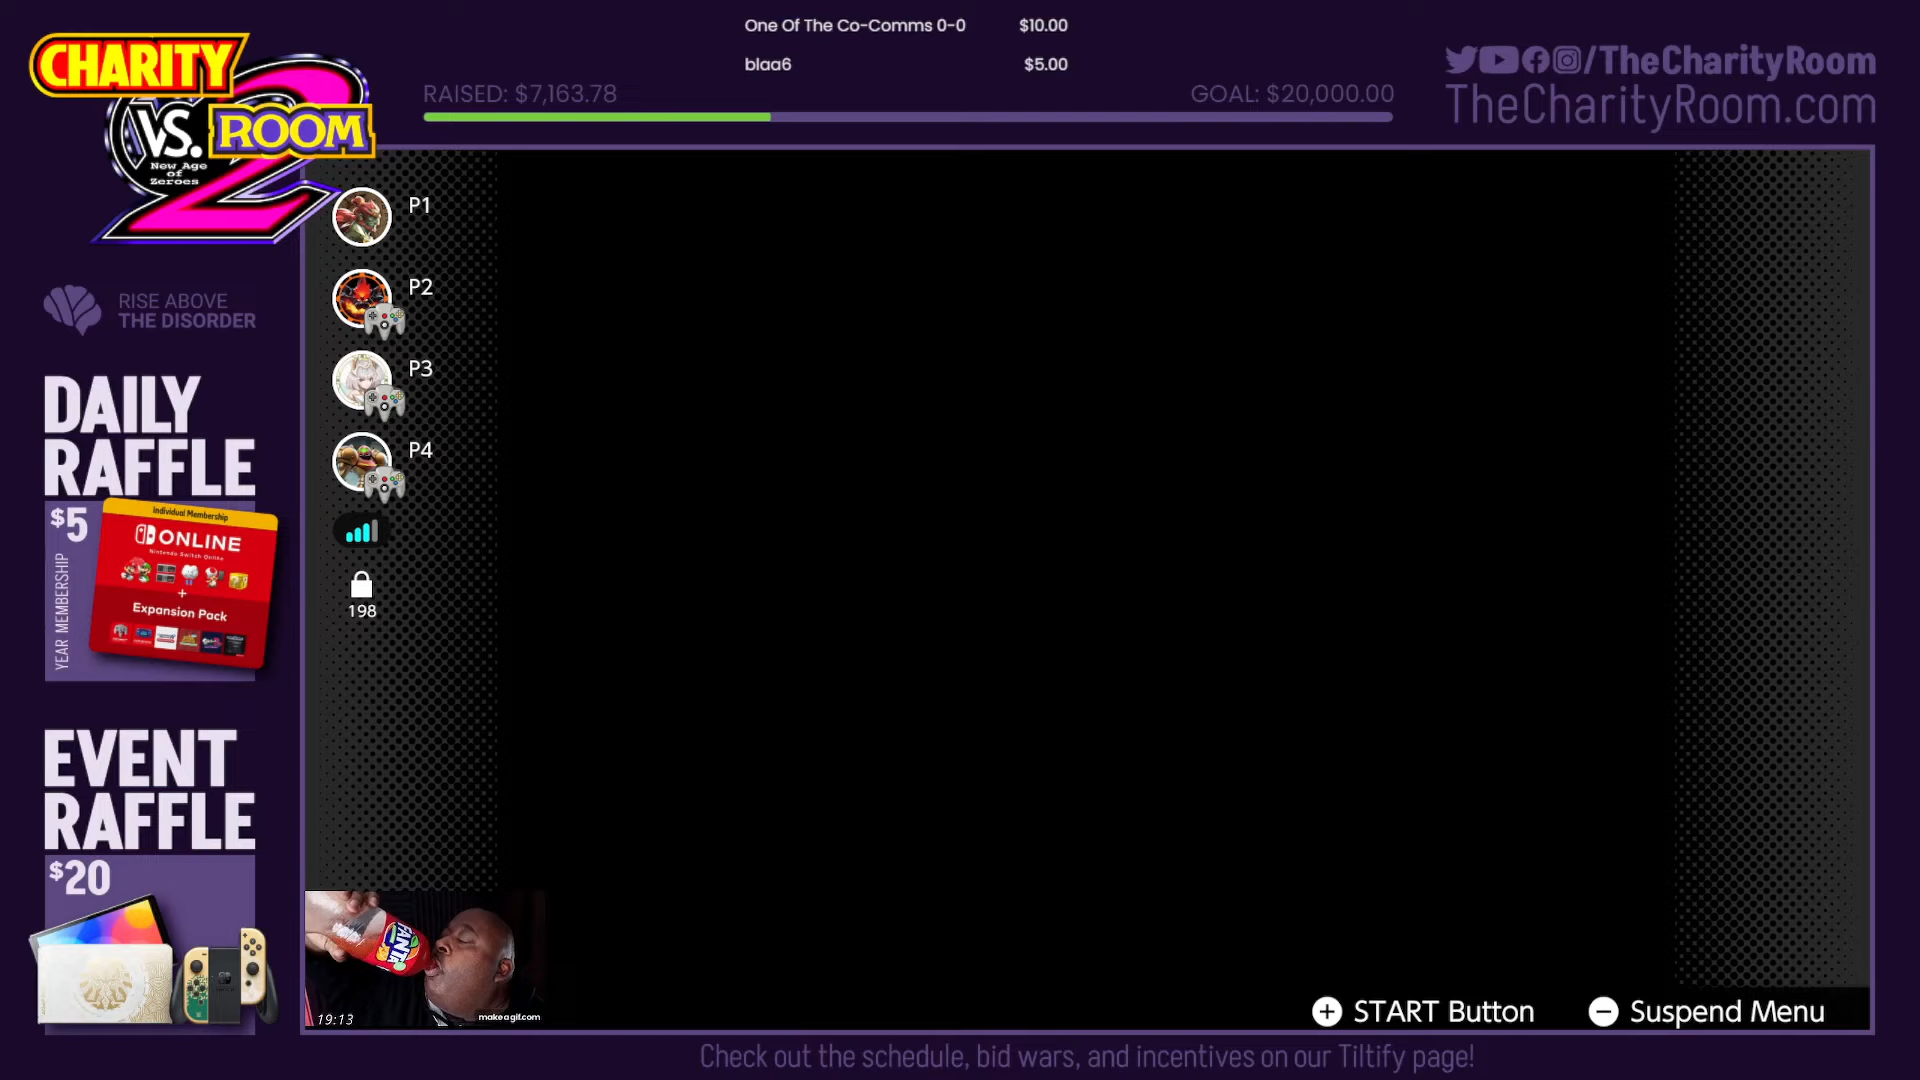 CHARITY
VS. ROOM
New Age
of
Zeroes
2
One Of The Co-Comms 0-0 $10.00
blaa6 $5.00
RAISED: $7,163.78
GOAL: $20,000.00
/TheCharityRoom
TheCharityRoom.com
P1
P2
P3
P4
198
RISE ABOVE
THE DISORDER
DAILY
RAFFLE
$5
YEAR MEMBERSHIP
Individual Membership
ONLINE
Nintendo Switch Online
+
Expansion Pack
EVENT
RAFFLE
$20
FANTA
19:13
makeagif.com
START Button
Suspend Menu
Check out the schedule, bid wars, and incentives on our Tiltify page!